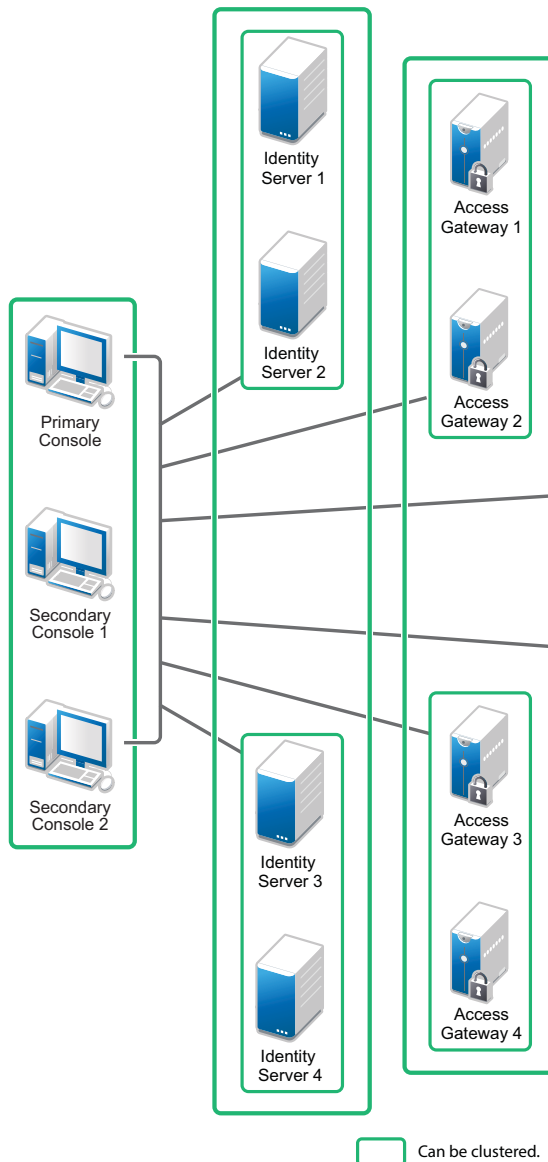 Identity
Server 1
Access
Gateway 1
Identity
Server 2
Access
Gateway 2
Primary
Console
Secondary
Console 1
Secondary
Console 2
Identity
Server 3
Access
Gateway 3
Identity
Server 4
Access
Gateway 4
Can be clustered.